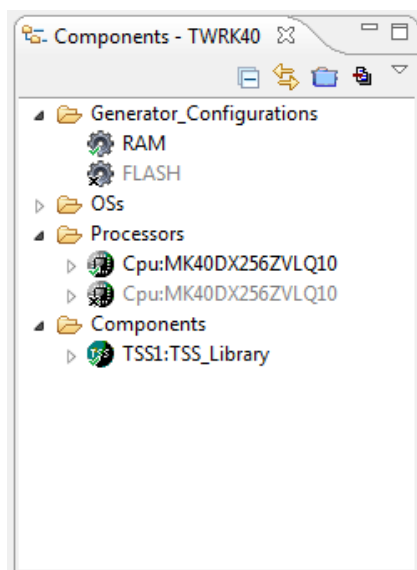 Components - TWRK40
Generator_Configurations
RAM
FLASH
OSs
Processors
Cpu:MK40DX256ZVLQ10
Cpu:MK40DX256ZVLQ10
Components
TSS1:TSS_Library